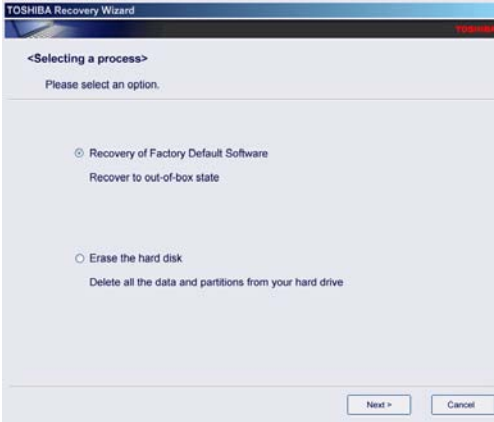 TOSHIBA Recovery Wizard
TOSHIBA
<Selecting a process>
Please select an option.
Recovery of Factory Default Software
Recover to out-of-box state
Erase the hard disk
Delete all the data and partitions from your hard drive
Next >
Cancel